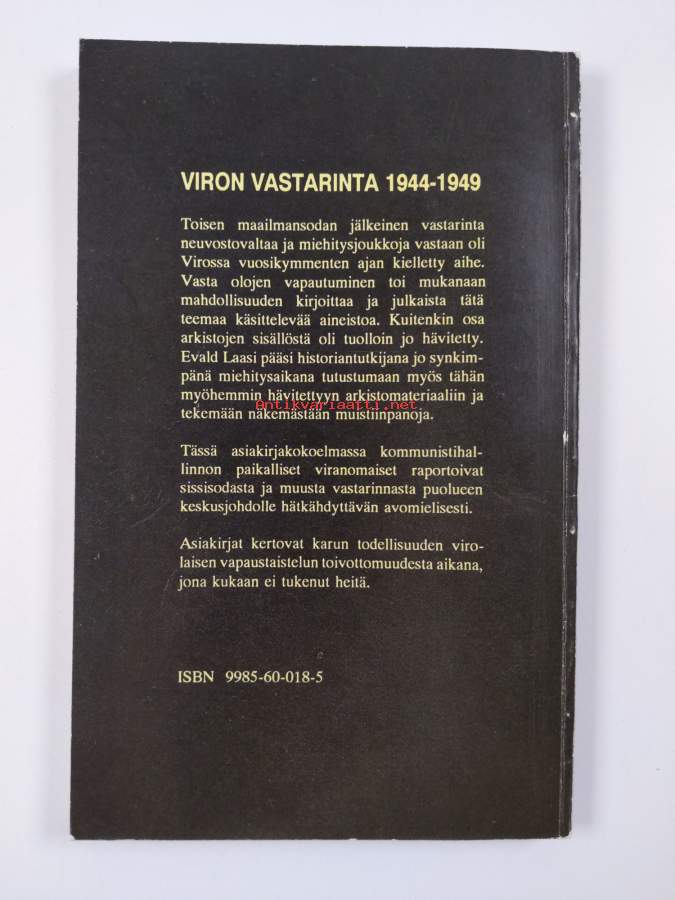 VIRON VASTARINTA 1944-1949
Toisen maailmansodan jälkeinen vastarinta
neuvostovaltaa ja miehitysjoukkoja vastaan oli
Virossa vuosikymmenten ajan kielletty aihe.
Vasta olojen vapautuminen toi mukanaan
mahdollisuuden kirjoittaa ja julkaista tätä
teemaa käsittelevää aineistoa. Kuitenkin osa
arkistojen sisällöstä oli tuolloin jo hävitetty.
Evald Laasi pääsi historiantutkijana jo synkim-
pänä miehitysaikana tutustumaan myös tähän
myöhemmin hävitettyyn arkistomateriaaliin ja
Antikvariaatti.net
tekemään näkemästään muistiinpanoja.
Tässä asiakirjakokoelmassa kommunistihal-
linnon paikalliset viranomaiset raportoivat
sissisodasta ja muusta vastarinnasta puolueen
keskusjohdolle hätkähdyttävän avomielisesti.
Asiakirjat kertovat karun todellisuuden viro-
laisen vapaustaistelun toivottomuudesta aikana,
jona kukaan ei tukenut heitä.
ISBN 9985-60-018-5